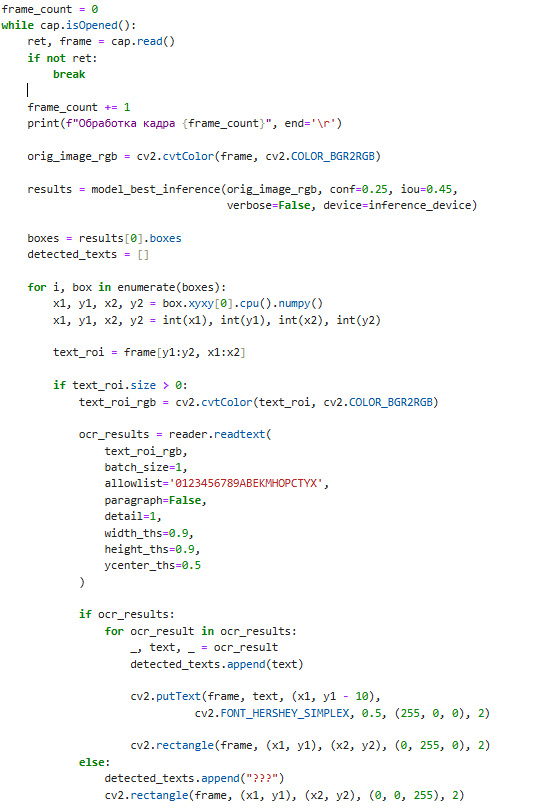 frame_count = 0
while cap.isOpened():
    ret, frame = cap.read()
    if not ret:
        break

    frame_count += 1
    print(f"Обработка кадра {frame_count}", end='\r')

    orig_image_rgb = cv2.cvtColor(frame, cv2.COLOR_BGR2RGB)

    results = model_best_inference(orig_image_rgb, conf=0.25, iou=0.45,
                                   verbose=False, device=inference_device)

    boxes = results[0].boxes
    detected_texts = []

    for i, box in enumerate(boxes):
        x1, y1, x2, y2 = box.xyxy[0].cpu().numpy()
        x1, y1, x2, y2 = int(x1), int(y1), int(x2), int(y2)

        text_roi = frame[y1:y2, x1:x2]

        if text_roi.size > 0:
            text_roi_rgb = cv2.cvtColor(text_roi, cv2.COLOR_BGR2RGB)

            ocr_results = reader.readtext(
                text_roi_rgb,
                batch_size=1,
                allowlist='0123456789ABEKMHOPCTYX',
                paragraph=False,
                detail=1,
                width_ths=0.9,
                height_ths=0.9,
                ycenter_ths=0.5
            )

            if ocr_results:
                for ocr_result in ocr_results:
                    _, text, _ = ocr_result
                    detected_texts.append(text)

                    cv2.putText(frame, text, (x1, y1 - 10),
                              cv2.FONT_HERSHEY_SIMPLEX, 0.5, (255, 0, 0), 2)

                    cv2.rectangle(frame, (x1, y1), (x2, y2), (0, 255, 0), 2)
            else:
                detected_texts.append("???")
                cv2.rectangle(frame, (x1, y1), (x2, y2), (0, 0, 255), 2)